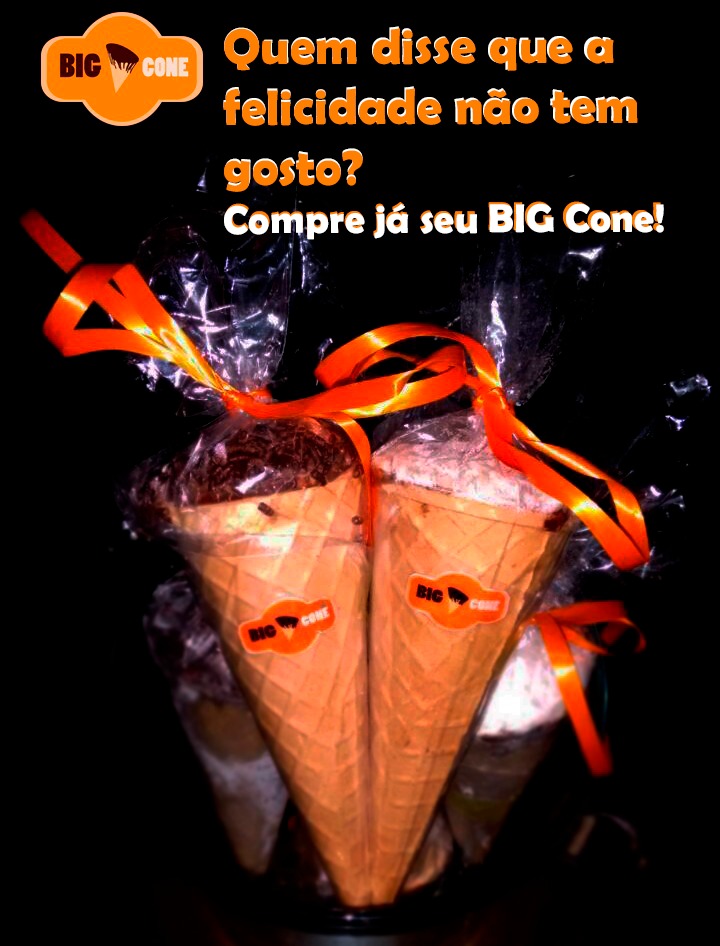 BIG CONE
Quem disse que a
felicidade não tem
gosto?
Compre já seu BIG Cone!
BIG CONE
BIG CONE